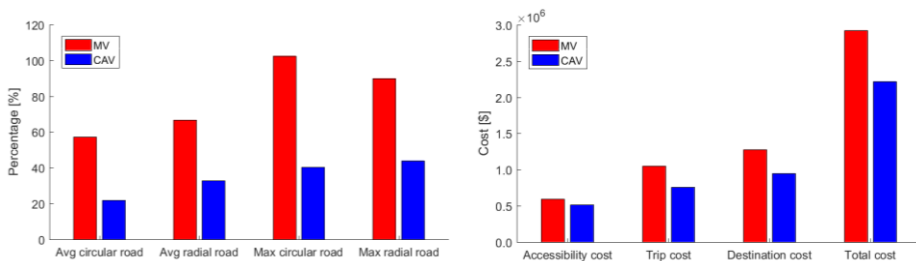 120
100
80
60
40
20
0
Percentage [%]
MV
CAV
Avg circular road Avg radial road Max circular road Max radial road
×10⁶
3.0
2.5
2.0
1.5
1.0
0.5
0.0
Cost [$]
MV
CAV
Accessibility cost Trip cost Destination cost Total cost